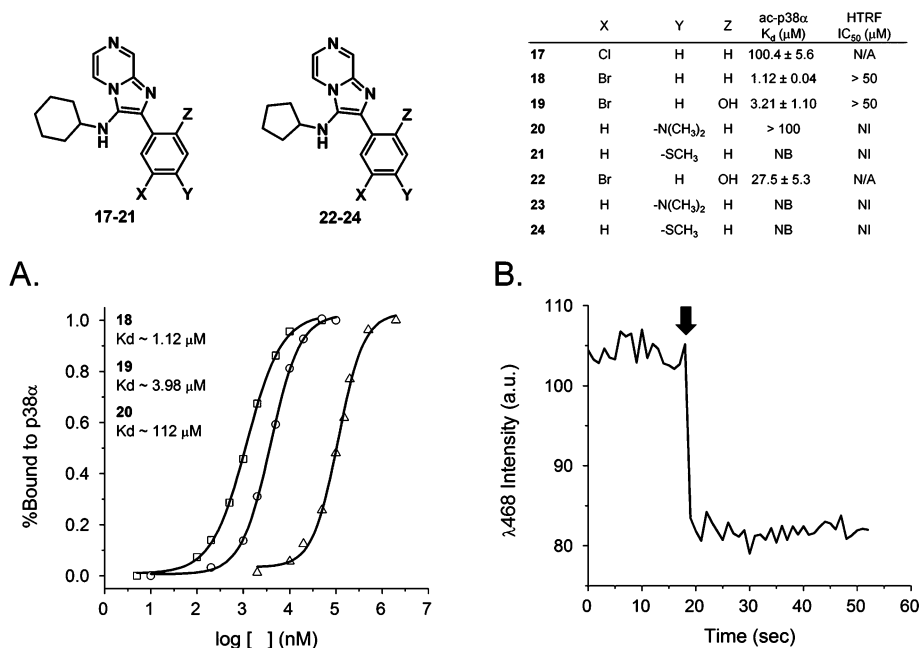 N
N
N
N
H
Z
X
Y
17-21
N
N
N
N
H
Z
X
Y
22-24
X Y Z ac-p38α Kd (μM) HTRF IC50 (μM)
17 Cl H H 100.4 ± 5.6 N/A
18 Br H H 1.12 ± 0.04 > 50
19 Br H OH 3.21 ± 1.10 > 50
20 H -N(CH3)2 H > 100 NI
21 H -SCH3 H NB NI
22 Br H OH 27.5 ± 5.3 N/A
23 H -N(CH3)2 H NB NI
24 H -SCH3 H NB NI
A.
18
Kd ~ 1.12 μM
19
Kd ~ 3.98 μM
20
Kd ~ 112 μM
%Bound to p38α
1.0
0.8
0.6
0.4
0.2
0.0
0 1 2 3 4 5 6 7
log [ ] (nM)
B.
λ468 Intensity (a.u.)
110
100
90
80
0 10 20 30 40 50 60
Time (sec)